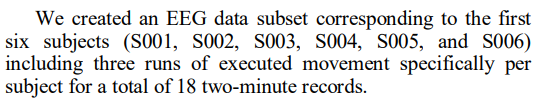 We created an EEG data subset corresponding to the first
six subjects (S001, S002, S003, S004, S005, and S006)
including three runs of executed movement specifically per
subject for a total of 18 two-minute records.